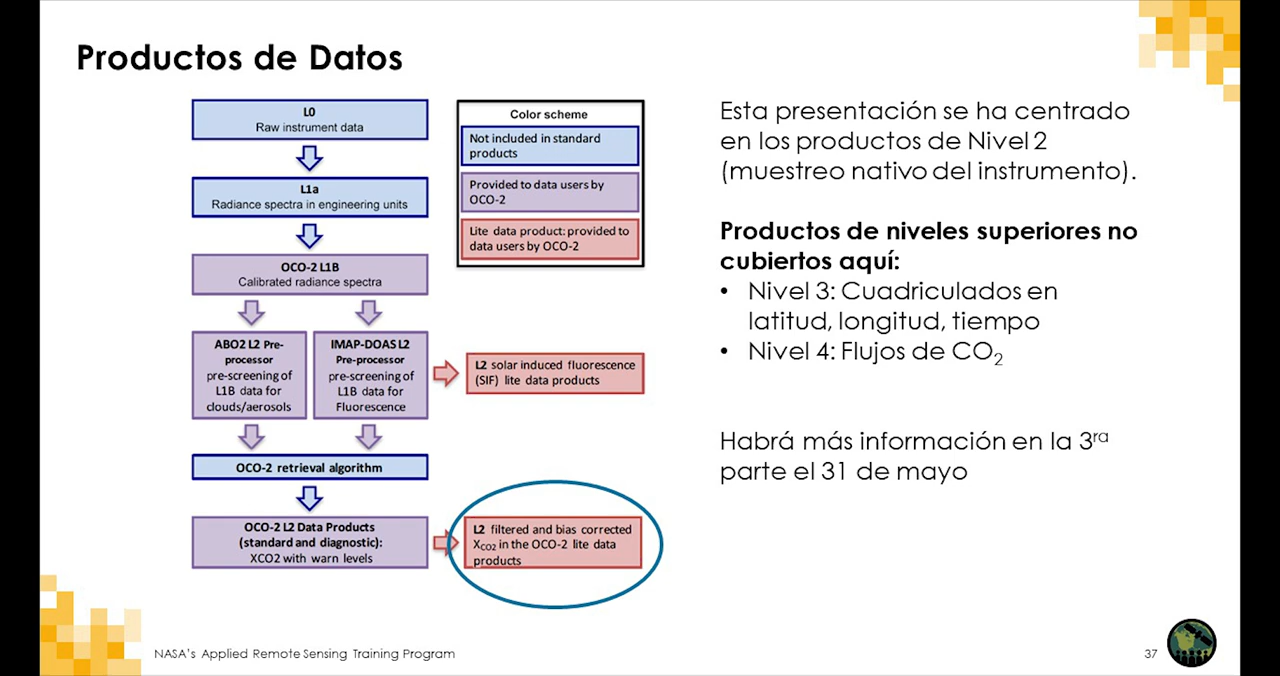 Productos de Datos
L0
Raw instrument data
L1a
Radiance spectra in engineering units
OCO-2 L1B
Calibrated radiance spectra
ABO2 L2 Pre-
processor
pre-screening of
L1B data for
clouds/aerosols
IMAP-DOAS L2
Pre-processor
pre-screening of
L1B data for
Fluorescence
L2 solar induced fluorescence
(SIF) lite data products
OCO-2 retrieval algorithm
OCO-2 L2 Data Products
(standard and diagnostic):
XCO2 with warn levels
L2 filtered and bias corrected
XCO2 in the OCO-2 lite data
products
Color scheme
Not included in standard
products
Provided to data users by
OCO-2
Lite data product: provided to
data users by OCO-2
Esta presentación se ha centrado
en los productos de Nivel 2
(muestreo nativo del instrumento).
Productos de niveles superiores no
cubiertos aquí:
• Nivel 3: Cuadriculados en
latitud, longitud, tiempo
• Nivel 4: Flujos de CO₂
Habrá más información en la 3ʳᵃ
parte el 31 de mayo
NASA's Applied Remote Sensing Training Program
37